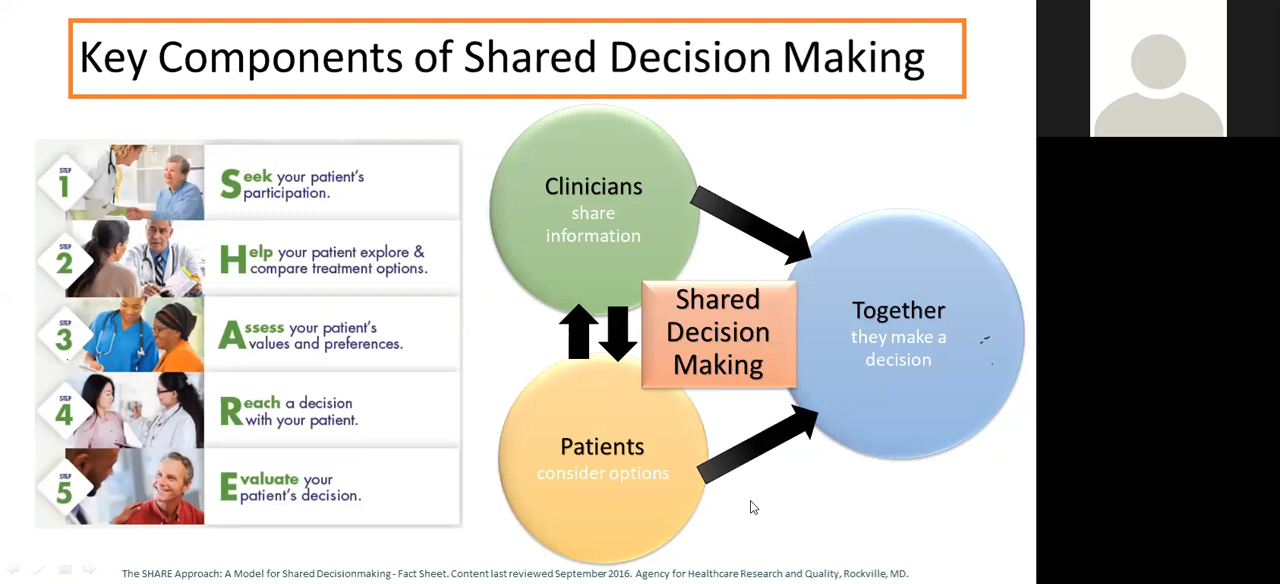 Key Components of Shared Decision Making
STEP
1
Seek your patient's
participation.
STEP
2
Help your patient explore &
compare treatment options.
STEP
3
Assess your patient's
values and preferences.
STEP
4
Reach a decision
with your patient.
STEP
5
Evaluate your
patient's decision.
Clinicians
share
information
Shared
Decision
Making
Together
they make a
decision
Patients
consider options
The SHARE Approach: A Model for Shared Decisionmaking - Fact Sheet. Content last reviewed September 2016. Agency for Healthcare Research and Quality, Rockville, MD.